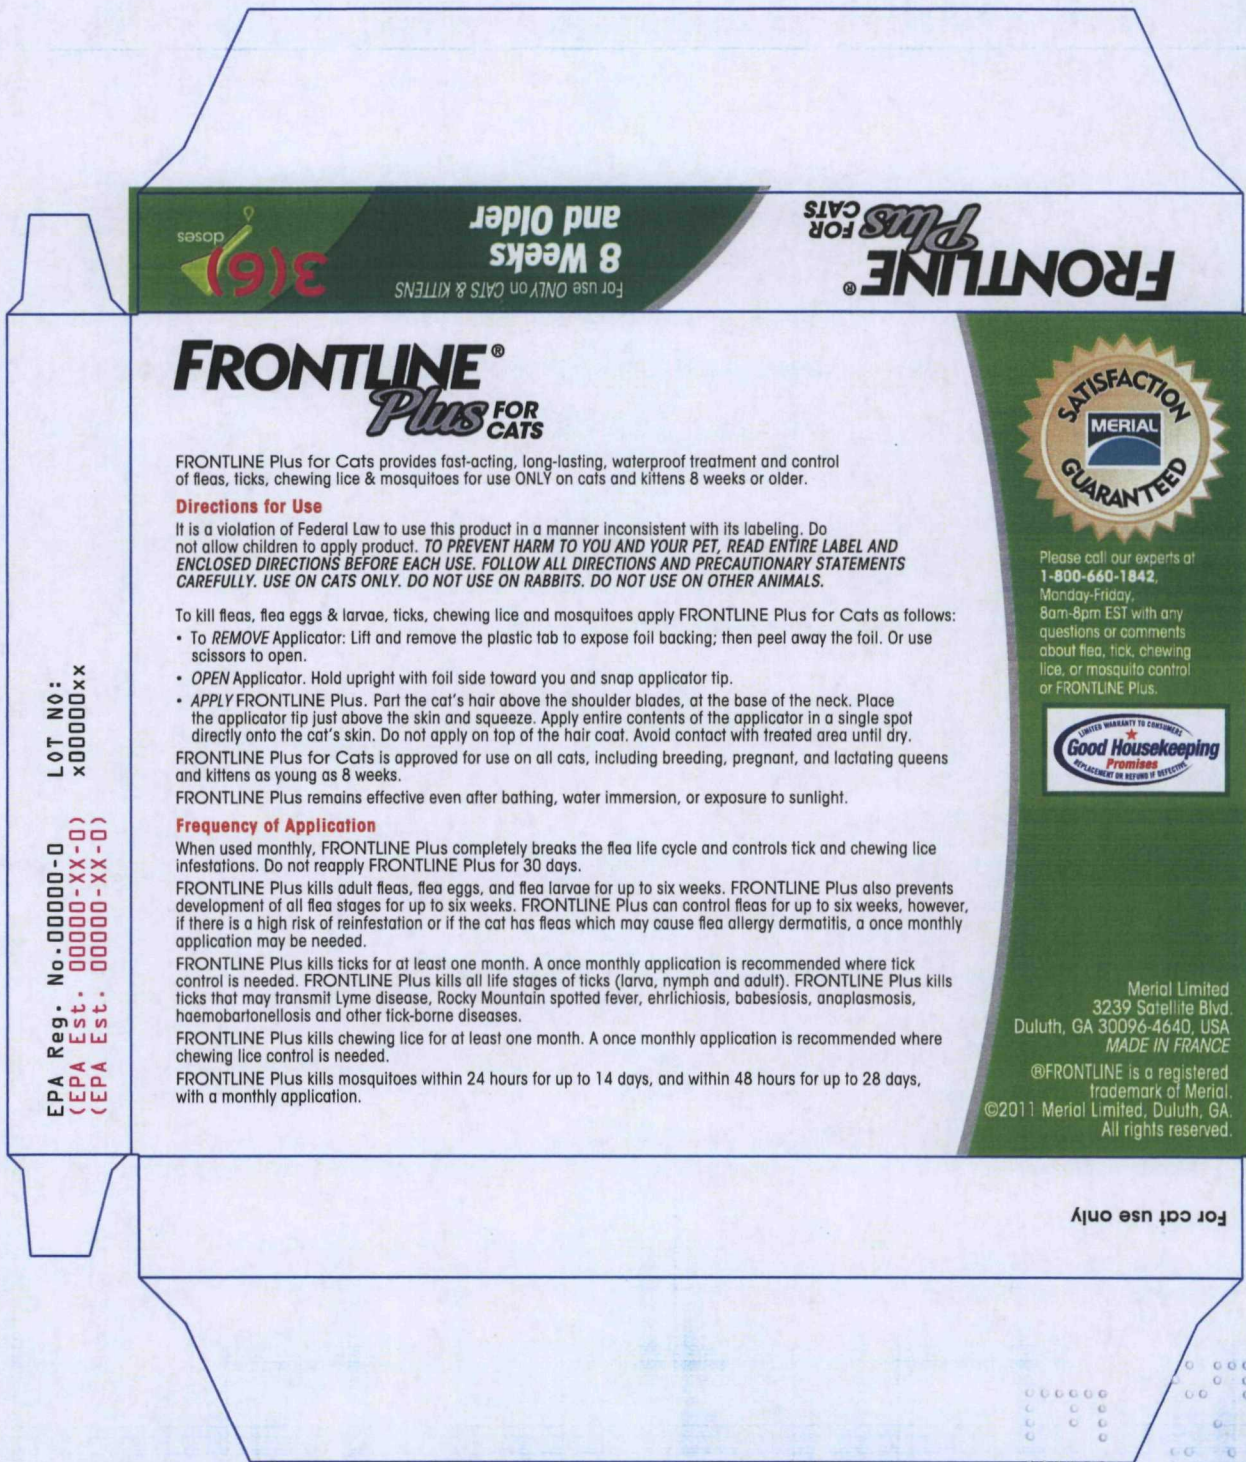 FRONTLINE®
Plus FOR CATS
For use ONLY on CATS & KITTENS
8 Weeks
and Older
3(6)
doses
FRONTLINE®
Plus FOR
CATS
FRONTLINE Plus for Cats provides fast-acting, long-lasting, waterproof treatment and control
of fleas, ticks, chewing lice & mosquitoes for use ONLY on cats and kittens 8 weeks or older.
Directions for Use
It is a violation of Federal Law to use this product in a manner inconsistent with its labeling. Do
not allow children to apply product. TO PREVENT HARM TO YOU AND YOUR PET, READ ENTIRE LABEL AND
ENCLOSED DIRECTIONS BEFORE EACH USE. FOLLOW ALL DIRECTIONS AND PRECAUTIONARY STATEMENTS
CAREFULLY. USE ON CATS ONLY. DO NOT USE ON RABBITS. DO NOT USE ON OTHER ANIMALS.
To kill fleas, flea eggs & larvae, ticks, chewing lice and mosquitoes apply FRONTLINE Plus for Cats as follows:
• To REMOVE Applicator: Lift and remove the plastic tab to expose foil backing; then peel away the foil. Or use
scissors to open.
• OPEN Applicator. Hold upright with foil side toward you and snap applicator tip.
• APPLY FRONTLINE Plus. Part the cat's hair above the shoulder blades, at the base of the neck. Place
the applicator tip just above the skin and squeeze. Apply entire contents of the applicator in a single spot
directly onto the cat's skin. Do not apply on top of the hair coat. Avoid contact with treated area until dry.
FRONTLINE Plus for Cats is approved for use on all cats, including breeding, pregnant, and lactating queens
and kittens as young as 8 weeks.
FRONTLINE Plus remains effective even after bathing, water immersion, or exposure to sunlight.
Frequency of Application
When used monthly, FRONTLINE Plus completely breaks the flea life cycle and controls tick and chewing lice
infestations. Do not reapply FRONTLINE Plus for 30 days.
FRONTLINE Plus kills adult fleas, flea eggs, and flea larvae for up to six weeks. FRONTLINE Plus also prevents
development of all flea stages for up to six weeks. FRONTLINE Plus can control fleas for up to six weeks, however,
if there is a high risk of reinfestation or if the cat has fleas which may cause flea allergy dermatitis, a once monthly
application may be needed.
FRONTLINE Plus kills ticks for at least one month. A once monthly application is recommended where tick
control is needed. FRONTLINE Plus kills all life stages of ticks (larva, nymph and adult). FRONTLINE Plus kills
ticks that may transmit Lyme disease, Rocky Mountain spotted fever, ehrlichiosis, babesiosis, anaplasmosis,
haemobartonellosis and other tick-borne diseases.
FRONTLINE Plus kills chewing lice for at least one month. A once monthly application is recommended where
chewing lice control is needed.
FRONTLINE Plus kills mosquitoes within 24 hours for up to 14 days, and within 48 hours for up to 28 days,
with a monthly application.
SATISFACTION
MERIAL
GUARANTEED
Please call our experts at
1-800-660-1842,
Monday-Friday,
8am-8pm EST with any
questions or comments
about flea, tick, chewing
lice, or mosquito control
or FRONTLINE Plus.
LIMITED WARRANTY TO CONSUMERS
Good Housekeeping
Promises
REPLACEMENT OR REFUND IF DEFECTIVE
Merial Limited
3239 Satellite Blvd.
Duluth, GA 30096-4640, USA
MADE IN FRANCE
®FRONTLINE is a registered
trademark of Merial.
©2011 Merial Limited, Duluth, GA.
All rights reserved.
EPA Reg. No.00000-0 LOT NO:
(EPA Est. 00000-XX-0) x00000xx
(EPA Est. 00000-XX-0)
For cat use only